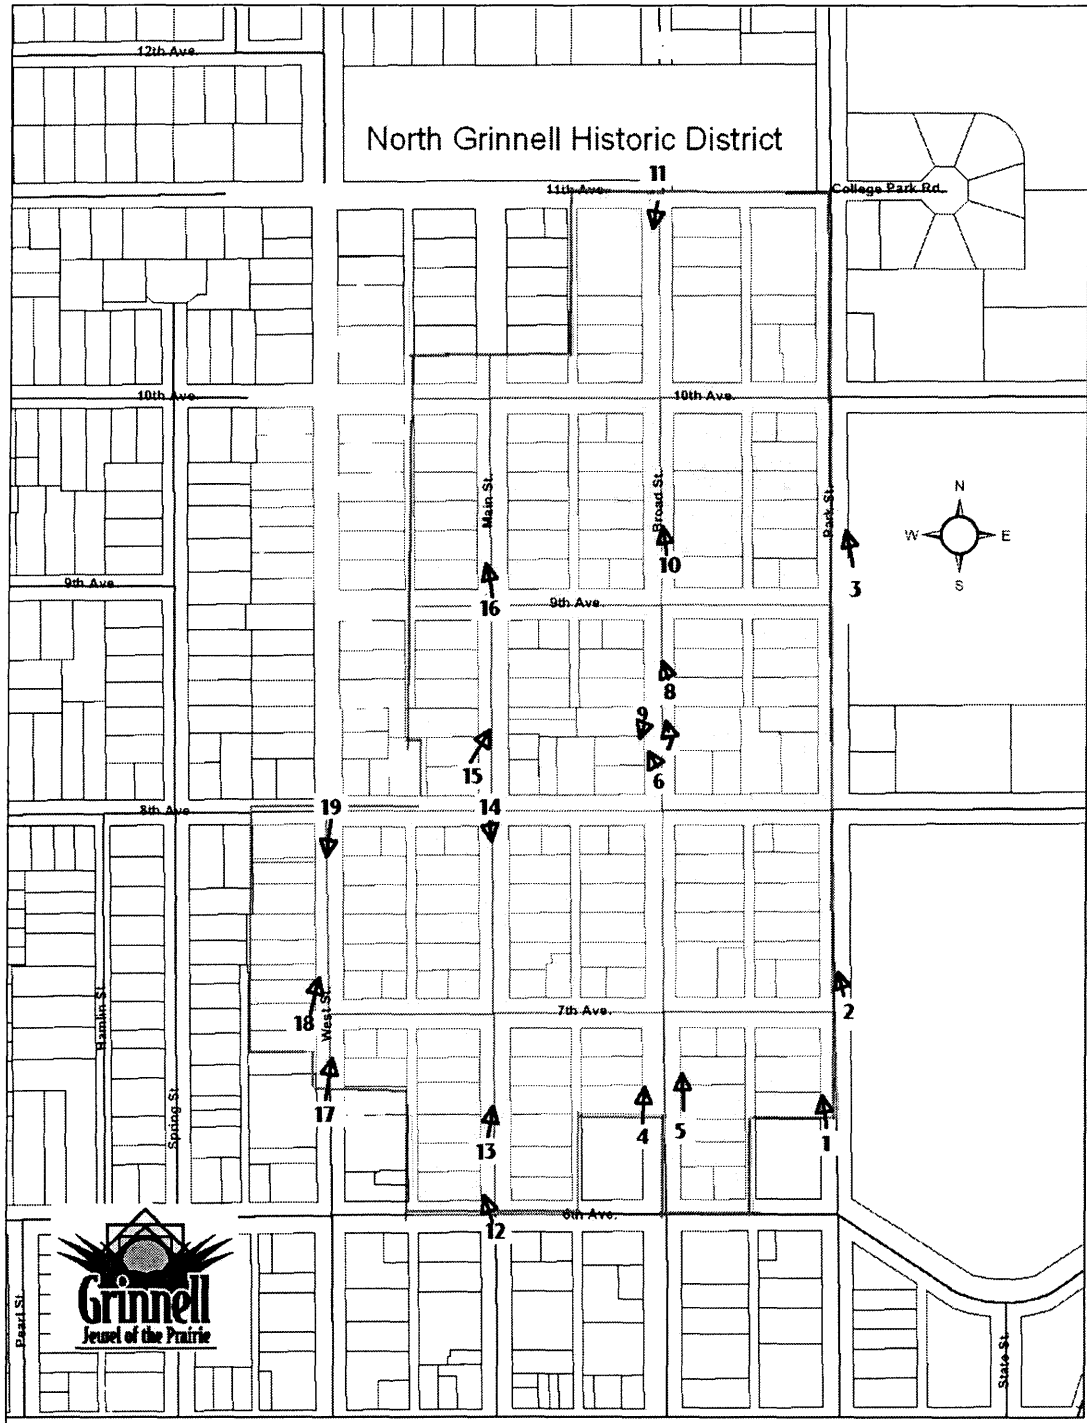 12th Ave.
North Grinnell Historic District
11
11th Ave.
College Park Rd.
10th Ave.
10th Ave.
Main St.
Broad St.
Park St.
N
W
E
S
10
3
9th Ave.
16
9th Ave.
8
9
7
15
6
8th Ave
19
14
Hamlin St.
18
West St.
7th Ave.
2
Spring St.
17
13
4
5
1
6th Ave.
12
Pearl St.
Grinnell
Jewel of the Prairie
State St.